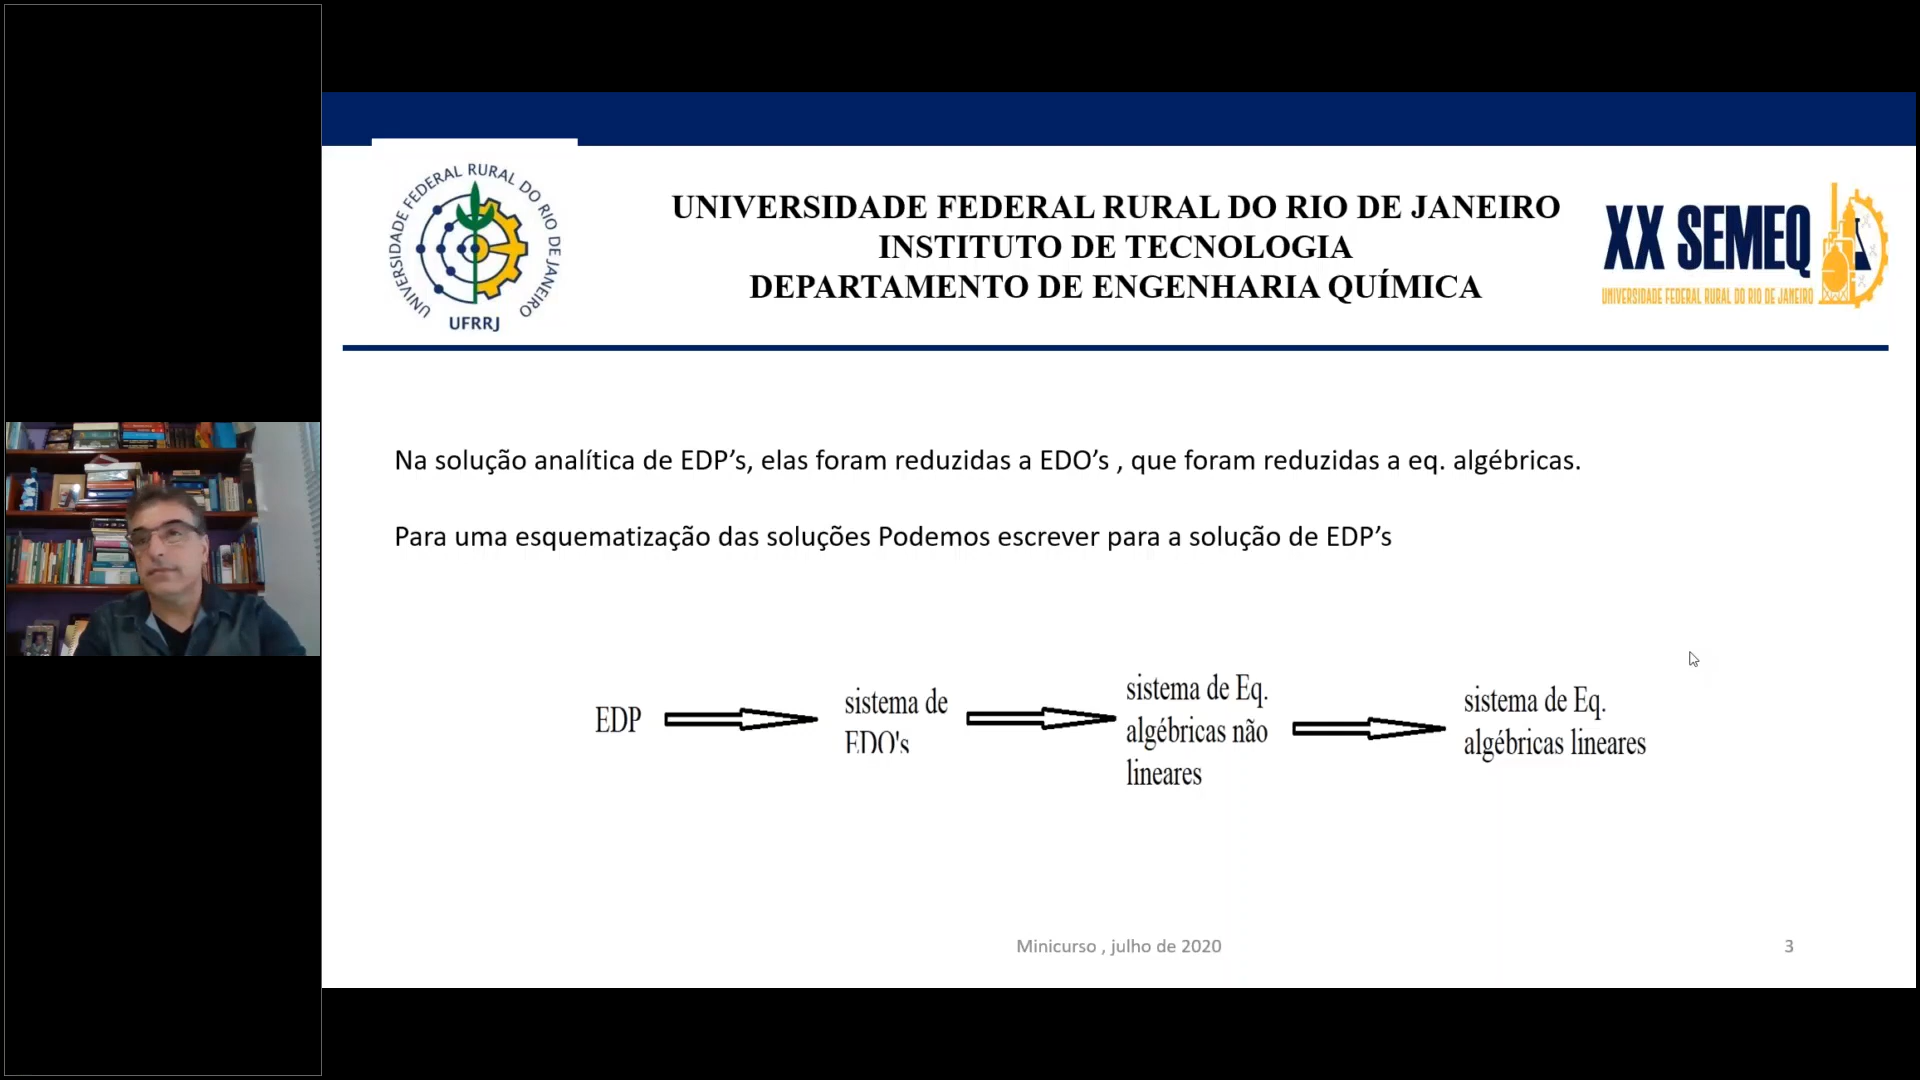 UNIVERSIDADE FEDERAL RURAL DO RIO DE JANEIRO
UFRRJ
UNIVERSIDADE FEDERAL RURAL DO RIO DE JANEIRO
INSTITUTO DE TECNOLOGIA
DEPARTAMENTO DE ENGENHARIA QUÍMICA
XX SEMEQ
UNIVERSIDADE FEDERAL RURAL DO RIO DE JANEIRO
Na solução analítica de EDP’s, elas foram reduzidas a EDO’s , que foram reduzidas a eq. algébricas.
Para uma esquematização das soluções Podemos escrever para a solução de EDP’s
EDP
sistema de
EDO's
sistema de Eq.
algébricas não
lineares
sistema de Eq.
algébricas lineares
Minicurso , julho de 2020
3